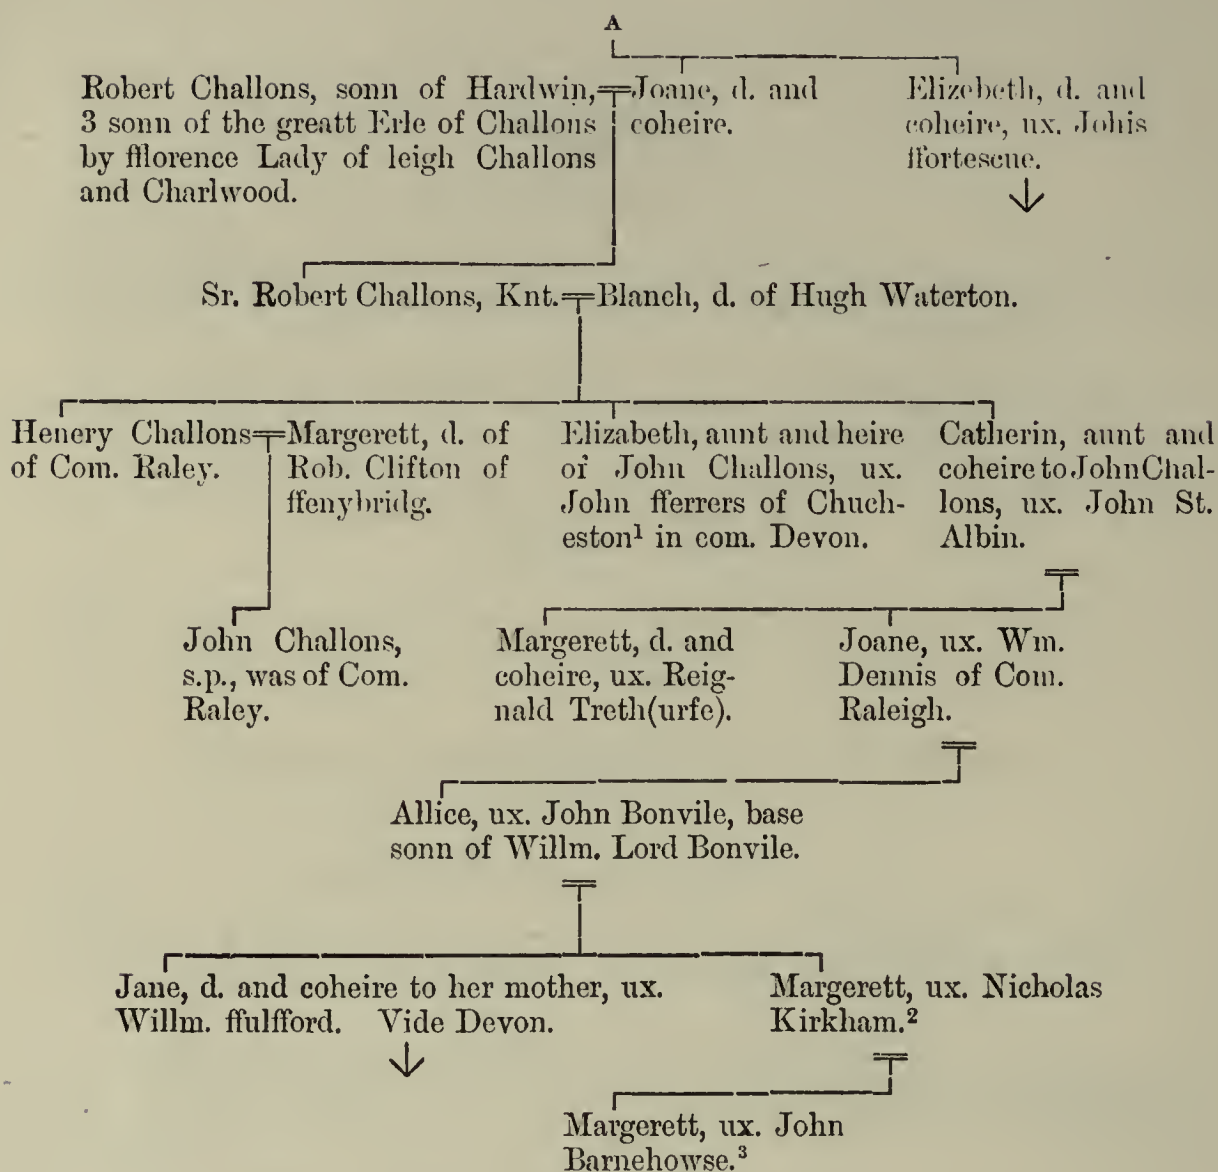 A
Robert Challons, sonn of Hardwin,
3 sonn of the greatt Erle of Challons
by fflorence Lady of leigh Challons
and Charlwood.
Joane, d. and
coheire.
Elizebeth, d. and
coheire, ux. Johis
ffortescue.
Sr. Robert Challons, Knt.
Blanch, d. of Hugh Waterton.
Henery Challons
of Com. Raley.
Margerett, d. of
Rob. Clifton of
ffenybridg.
Elizabeth, aunt and heire
of John Challons, ux.
John fferrers of Chuch-
eston¹ in com. Devon.
Catherin, aunt and
coheire to John Chal-
lons, ux. John St.
Albin.
John Challons,
s.p., was of Com.
Raley.
Margerett, d. and
coheire, ux. Reig-
nald Treth(urfe).
Joane, ux. Wm.
Dennis of Com.
Raleigh.
Allice, ux. John Bonvile, base
sonn of Willm. Lord Bonvile.
Jane, d. and coheire to her mother, ux.
Willm. ffulfford. Vide Devon.
Margerett, ux. Nicholas
Kirkham.²
Margerett, ux. John
Barnehowse.³